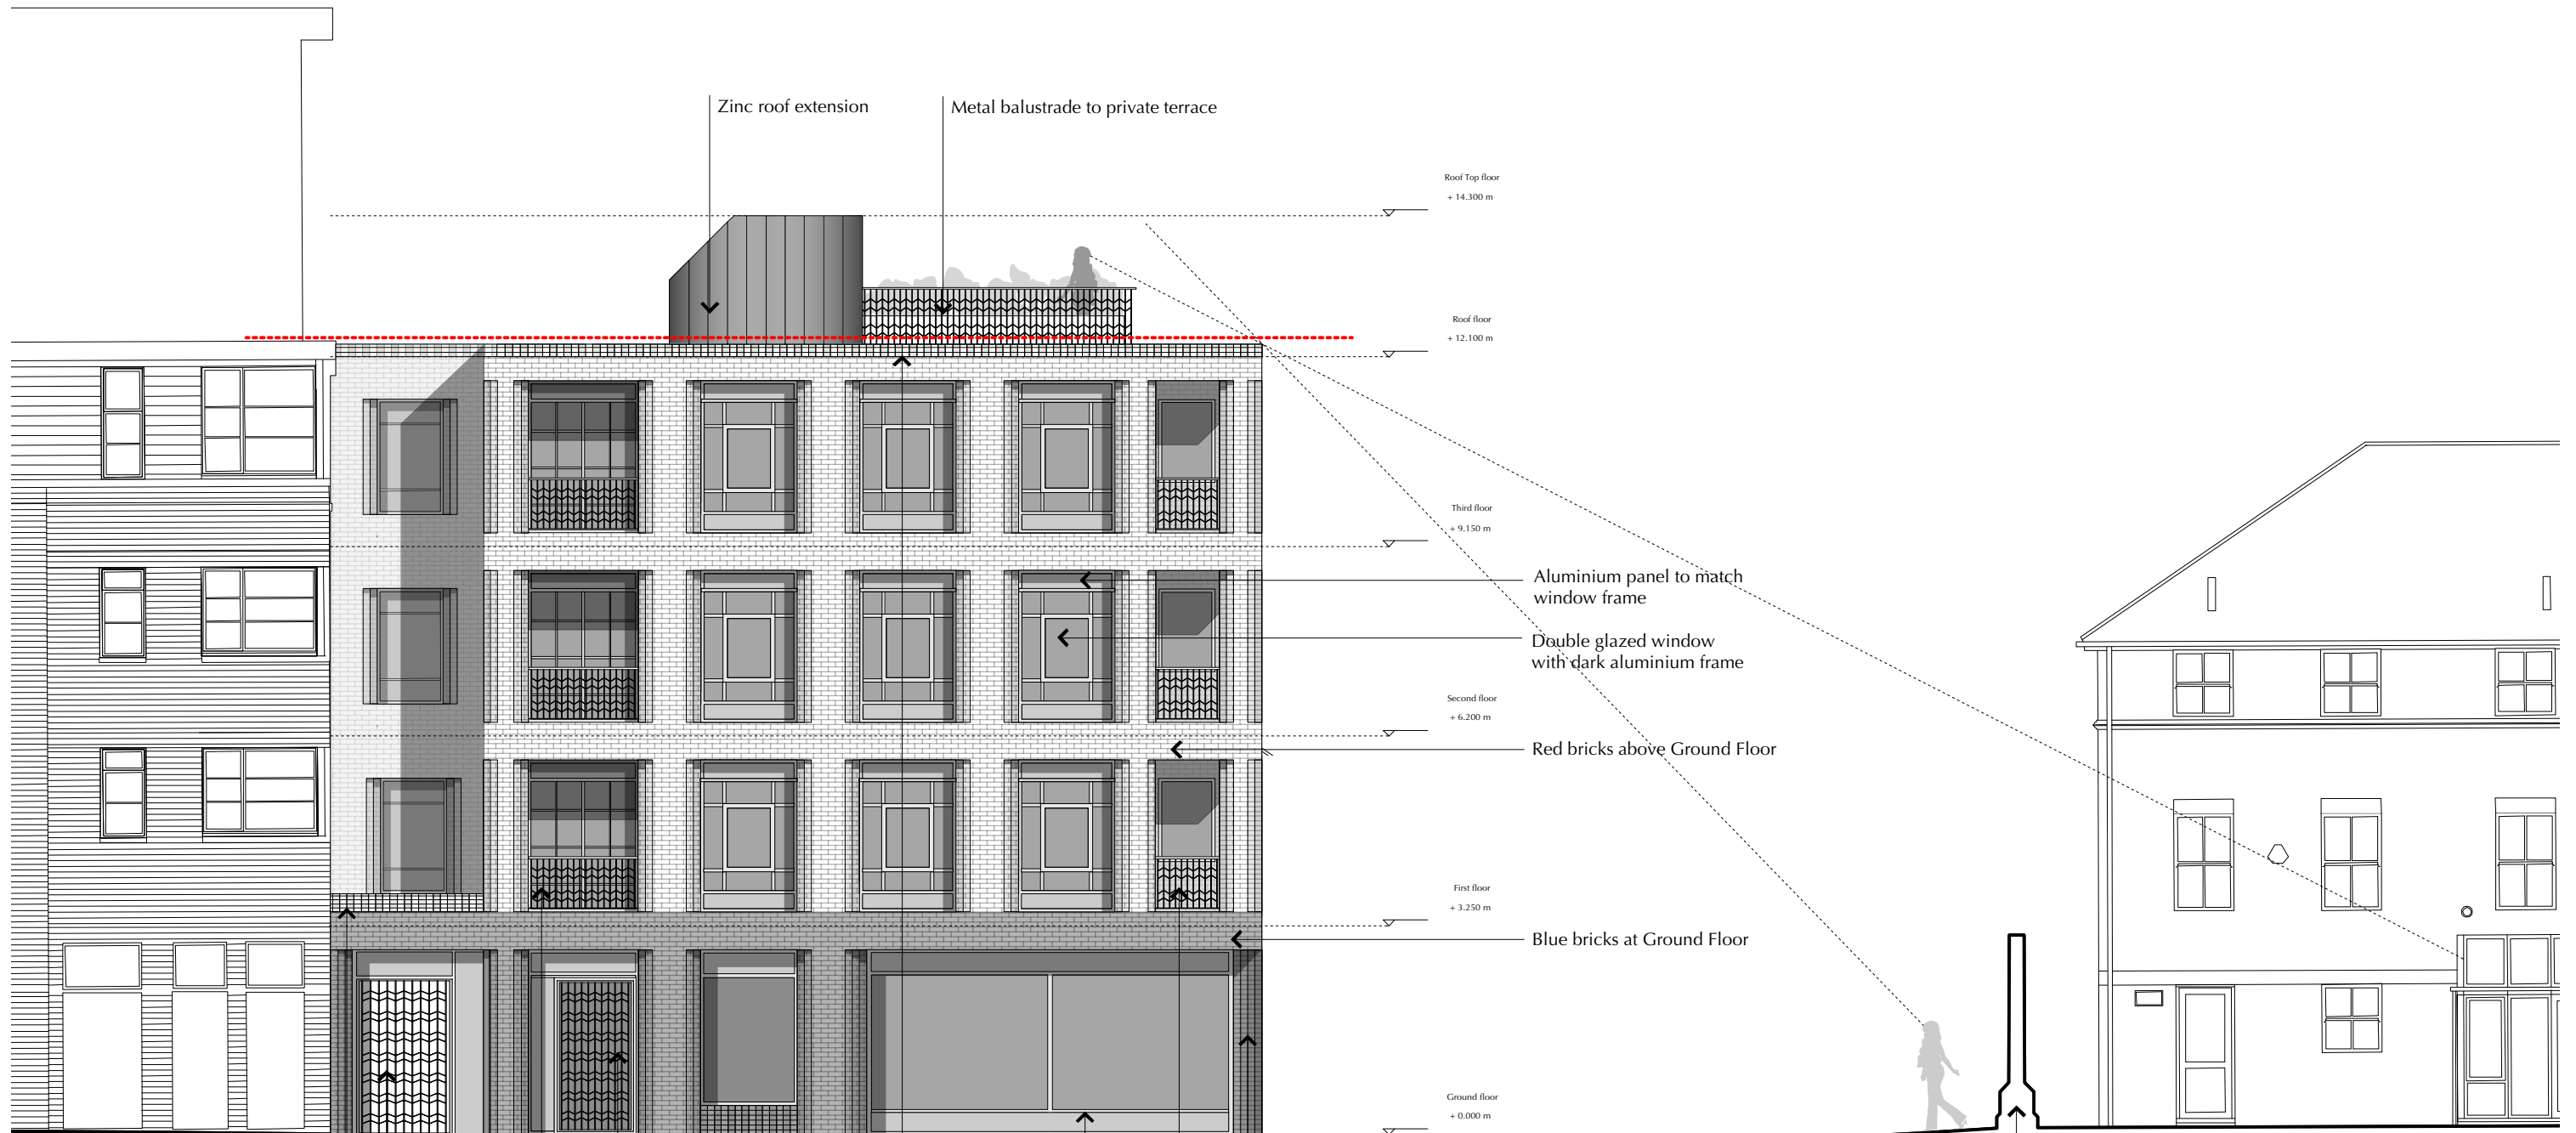 Zinc roof extension
Metal balustrade to private terrace
Roof Top floor
+ 14.300 m
Roof floor
+ 12.100 m
Third floor
+ 9.150 m
Aluminium panel to match
window frame
Double glazed window
with dark aluminium frame
Second floor
+ 6.200 m
Red bricks above Ground Floor
First floor
+ 3.250 m
Blue bricks at Ground Floor
Ground floor
+ 0.000 m